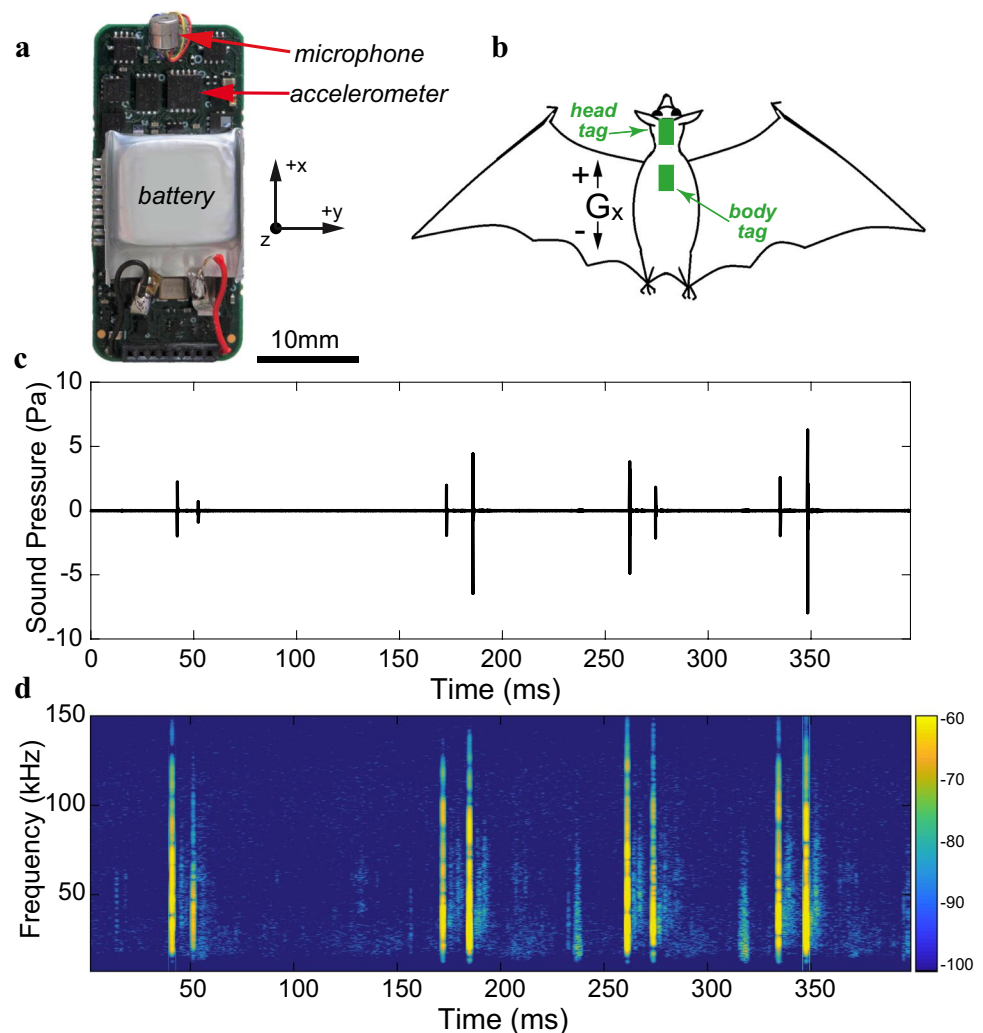 a
microphone
accelerometer
battery
+x
+y
z
10mm
b
head
tag
+
Gx
-
body
tag
c
Sound Pressure (Pa)
10
5
0
-5
-10
0
50
100
150
200
250
300
350
Time (ms)
d
Frequency (kHz)
150
100
50
50
100
150
200
250
300
350
Time (ms)
-60
-70
-80
-90
-100